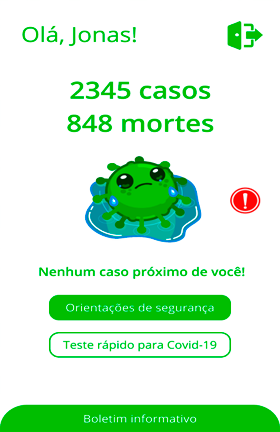 Olá, Jonas!
2345 casos
848 mortes
!
Nenhum caso próximo de você!
Orientações de segurança
Teste rápido para Covid-19
Boletim informativo